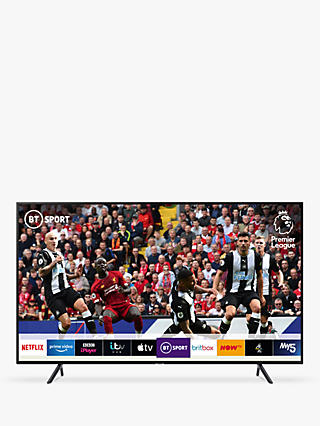 BT SPORT
Premier
League
NETFLIX
prime video
BBC
iPlayer
itv
HUB
tv
BT SPORT
britbox
NOW TV
My5